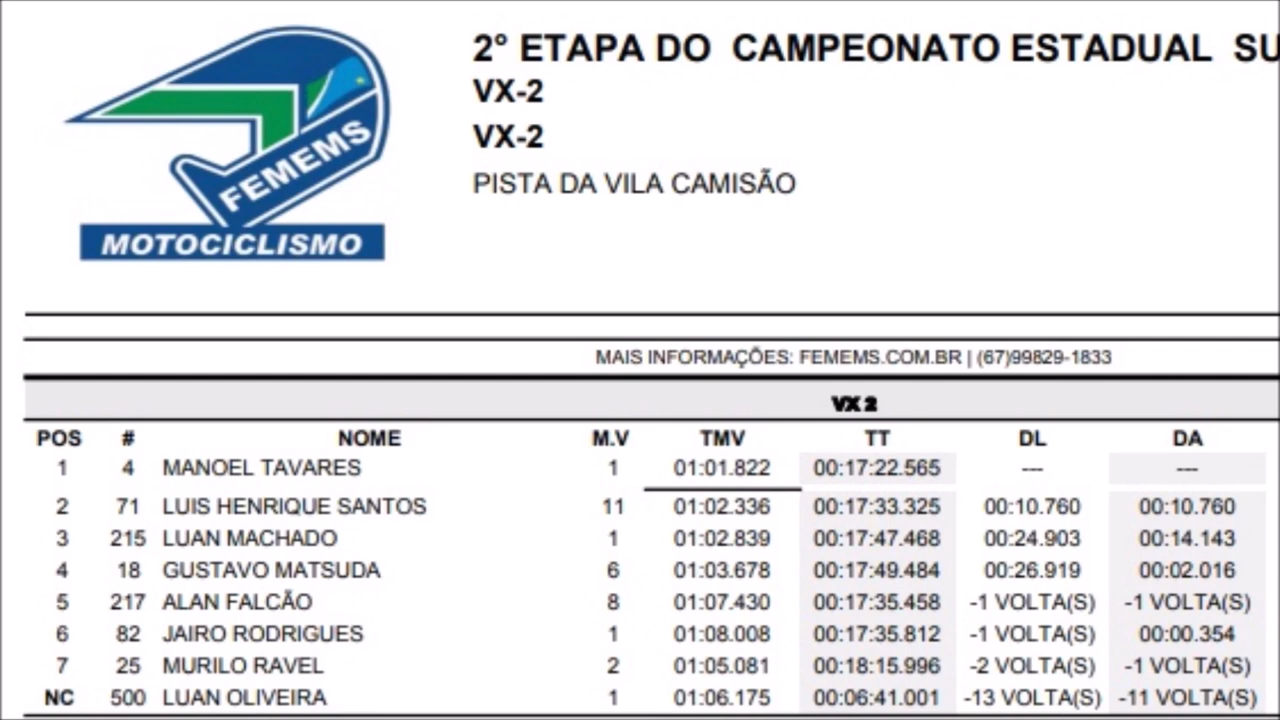 2° ETAPA DO CAMPEONATO ESTADUAL SU
VX-2
VX-2
PISTA DA VILA CAMISÃO
FEMEMS
MOTOCICLISMO
MAIS INFORMAÇÕES: FEMEMS.COM.BR | (67)99829-1833
VX 2
POS # NOME M.V TMV TT DL DA
1 4 MANOEL TAVARES 1 01:01.822 00:17:22.565 --- ---
2 71 LUIS HENRIQUE SANTOS 11 01:02.336 00:17:33.325 00:10.760 00:10.760
3 215 LUAN MACHADO 1 01:02.839 00:17:47.468 00:24.903 00:14.143
4 18 GUSTAVO MATSUDA 6 01:03.678 00:17:49.484 00:26.919 00:02.016
5 217 ALAN FALCÃO 8 01:07.430 00:17:35.458 -1 VOLTA(S) -1 VOLTA(S)
6 82 JAIRO RODRIGUES 1 01:08.008 00:17:35.812 -1 VOLTA(S) 00:00.354
7 25 MURILO RAVEL 2 01:05.081 00:18:15.996 -2 VOLTA(S) -1 VOLTA(S)
NC 500 LUAN OLIVEIRA 1 01:06.175 00:06:41.001 -13 VOLTA(S) -11 VOLTA(S)